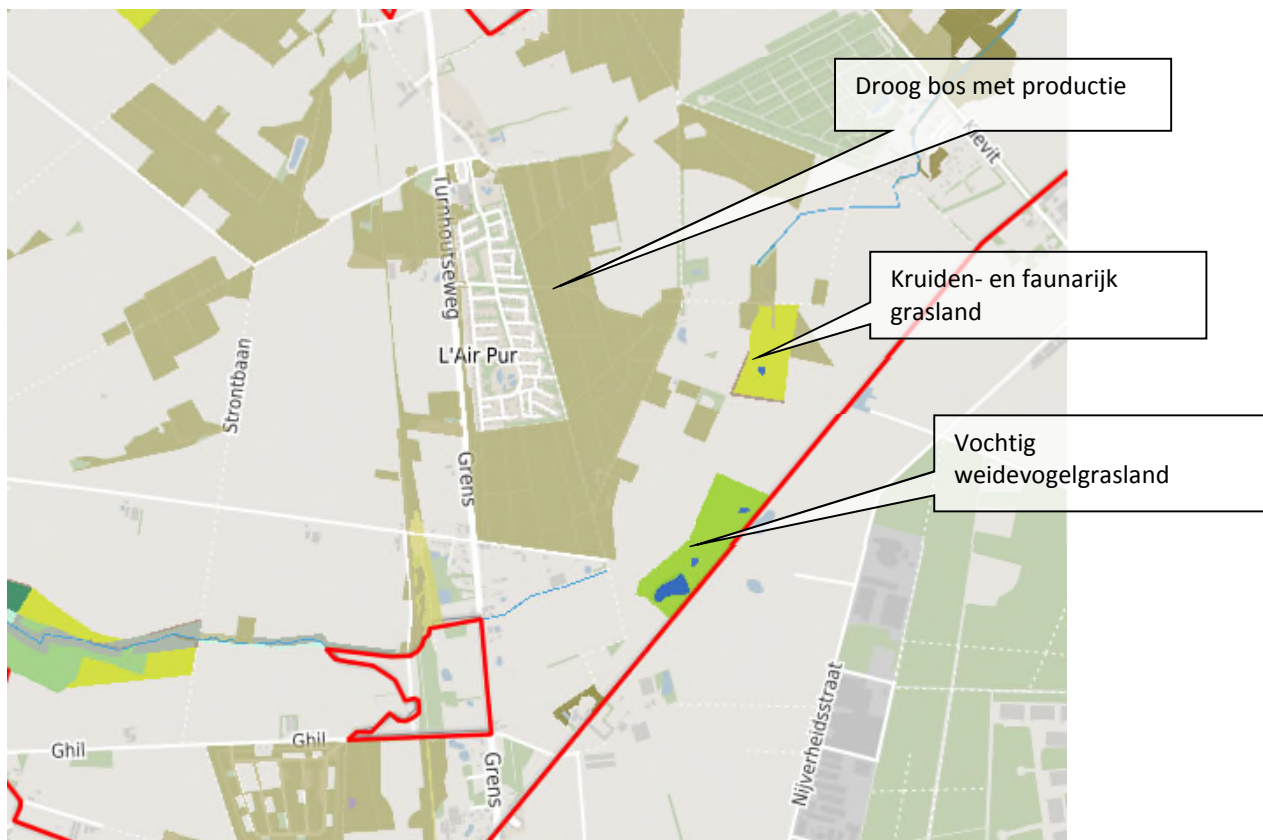 Droog bos met productie
Kievit
Turnhoutseweg
Kruiden- en faunarijk
grasland
L'Air Pur
Strontbaan
Vochtig
weidevogelgrasland
Grens
Nijverheidsstraat
Ghil
Ghil
Grens